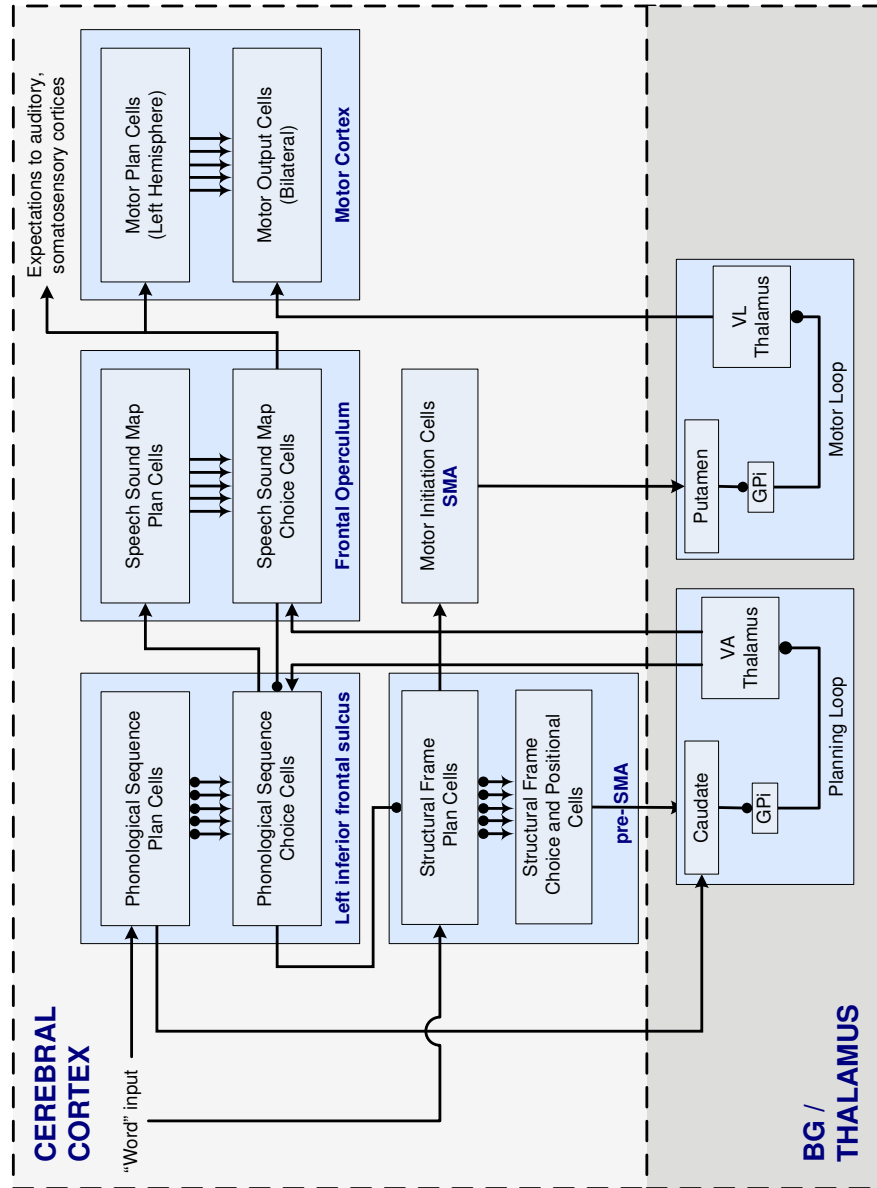 CEREBRAL
CORTEX
“Word” input
Phonological Sequence
Plan Cells
Phonological Sequence
Choice Cells
Left inferior frontal sulcus
Speech Sound Map
Plan Cells
Speech Sound Map
Choice Cells
Frontal Operculum
Expectations to auditory,
somatosensory cortices
Motor Plan Cells
(Left Hemisphere)
Motor Output Cells
(Bilateral)
Motor Cortex
Structural Frame
Plan Cells
Structural Frame
Choice and Positional
Cells
pre-SMA
Motor Initiation Cells
SMA
BG /
THALAMUS
Caudate
GPi
VA
Thalamus
Planning Loop
Putamen
GPi
VL
Thalamus
Motor Loop